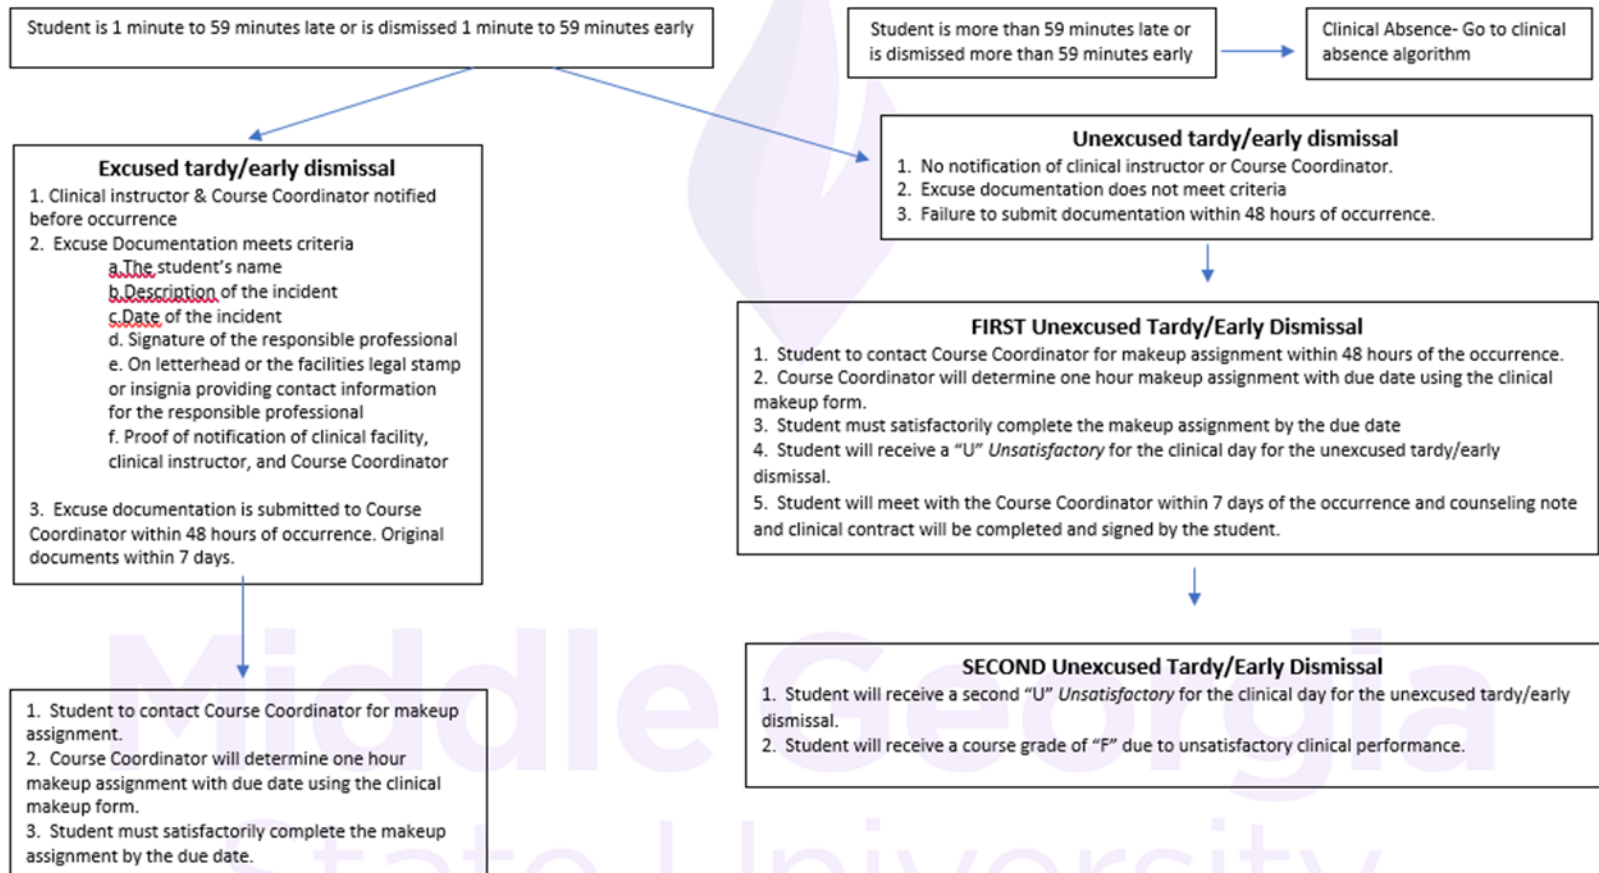 Student is 1 minute to 59 minutes late or is dismissed 1 minute to 59 minutes early
Student is more than 59 minutes late or
is dismissed more than 59 minutes early
Clinical Absence- Go to clinical
absence algorithm
Excused tardy/early dismissal
1. Clinical instructor & Course Coordinator notified
before occurrence
2. Excuse Documentation meets criteria
a.The student’s name
b.Description of the incident
c.Date of the incident
d. Signature of the responsible professional
e. On letterhead or the facilities legal stamp
or insignia providing contact information
for the responsible professional
f. Proof of notification of clinical facility,
clinical instructor, and Course Coordinator
3. Excuse documentation is submitted to Course
Coordinator within 48 hours of occurrence. Original
documents within 7 days.
1. Student to contact Course Coordinator for makeup
assignment.
2. Course Coordinator will determine one hour
makeup assignment with due date using the clinical
makeup form.
3. Student must satisfactorily complete the makeup
assignment by the due date.
Unexcused tardy/early dismissal
1. No notification of clinical instructor or Course Coordinator.
2. Excuse documentation does not meet criteria
3. Failure to submit documentation within 48 hours of occurrence.
FIRST Unexcused Tardy/Early Dismissal
1. Student to contact Course Coordinator for makeup assignment within 48 hours of the occurrence.
2. Course Coordinator will determine one hour makeup assignment with due date using the clinical
makeup form.
3. Student must satisfactorily complete the makeup assignment by the due date
4. Student will receive a “U” Unsatisfactory for the clinical day for the unexcused tardy/early
dismissal.
5. Student will meet with the Course Coordinator within 7 days of the occurrence and counseling note
and clinical contract will be completed and signed by the student.
SECOND Unexcused Tardy/Early Dismissal
1. Student will receive a second “U” Unsatisfactory for the clinical day for the unexcused tardy/early
dismissal.
2. Student will receive a course grade of “F” due to unsatisfactory clinical performance.
Middle Georgia
State University